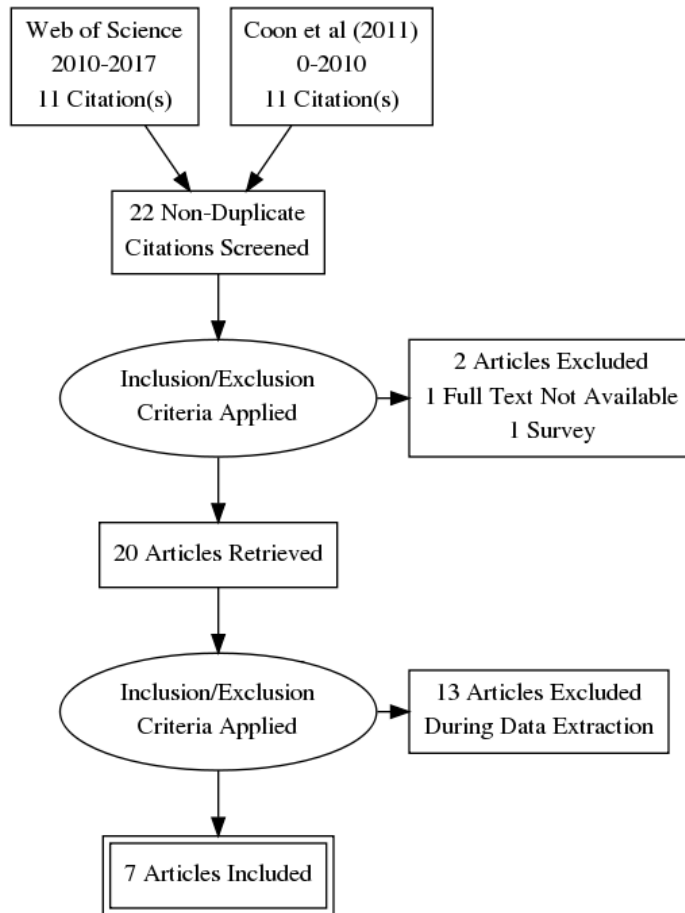 Web of Science
2010-2017
11 Citation(s)
Coon et al (2011)
0-2010
11 Citation(s)
22 Non-Duplicate
Citations Screened
Inclusion/Exclusion
Criteria Applied
2 Articles Excluded
1 Full Text Not Available
1 Survey
20 Articles Retrieved
Inclusion/Exclusion
Criteria Applied
13 Articles Excluded
During Data Extraction
7 Articles Included